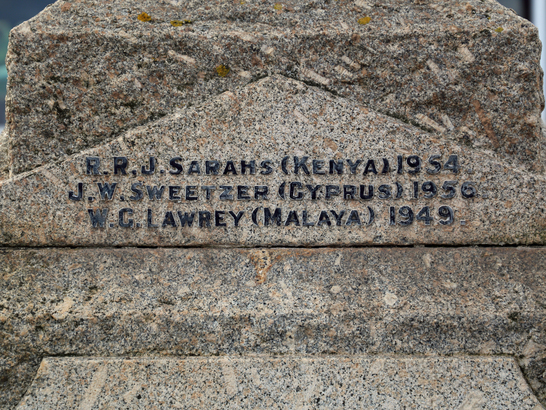 R.R.J. SARAHS (KENYA) 1954
J.W. SWEETZER (CYPRUS) 1956
W.G. LAWREY (MALAYA) 1949